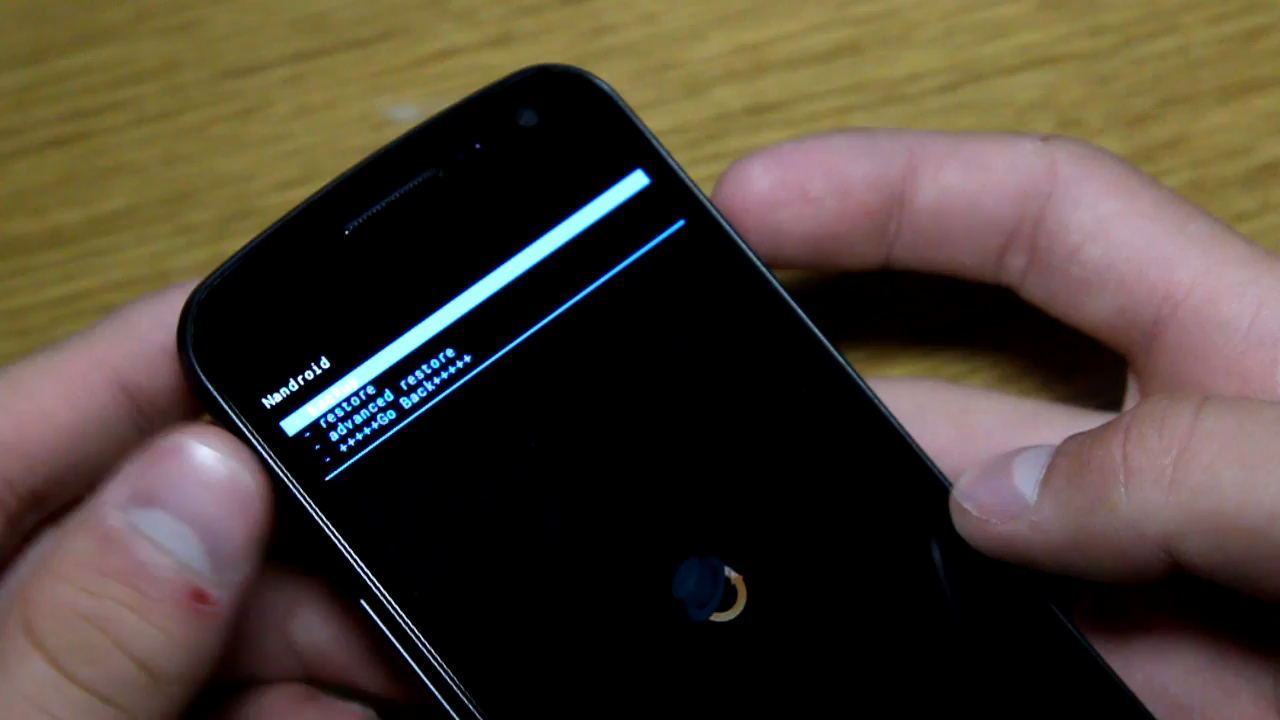 Nandroid
- restore
- advanced restore
- +++++Go Back+++++